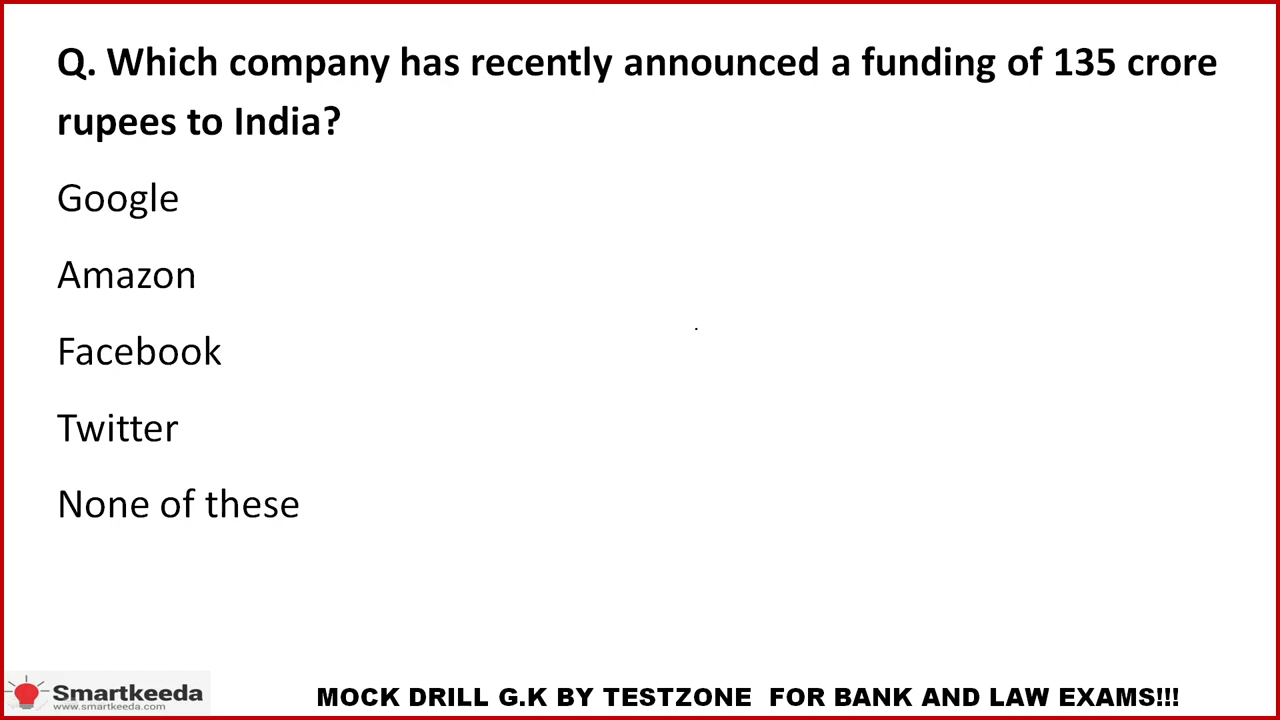 Q. Which company has recently announced a funding of 135 crore
rupees to India?
Google
Amazon
Facebook
Twitter
None of these
Smartkeeda
www.smartkeeda.com
MOCK DRILL G.K BY TESTZONE FOR BANK AND LAW EXAMS!!!